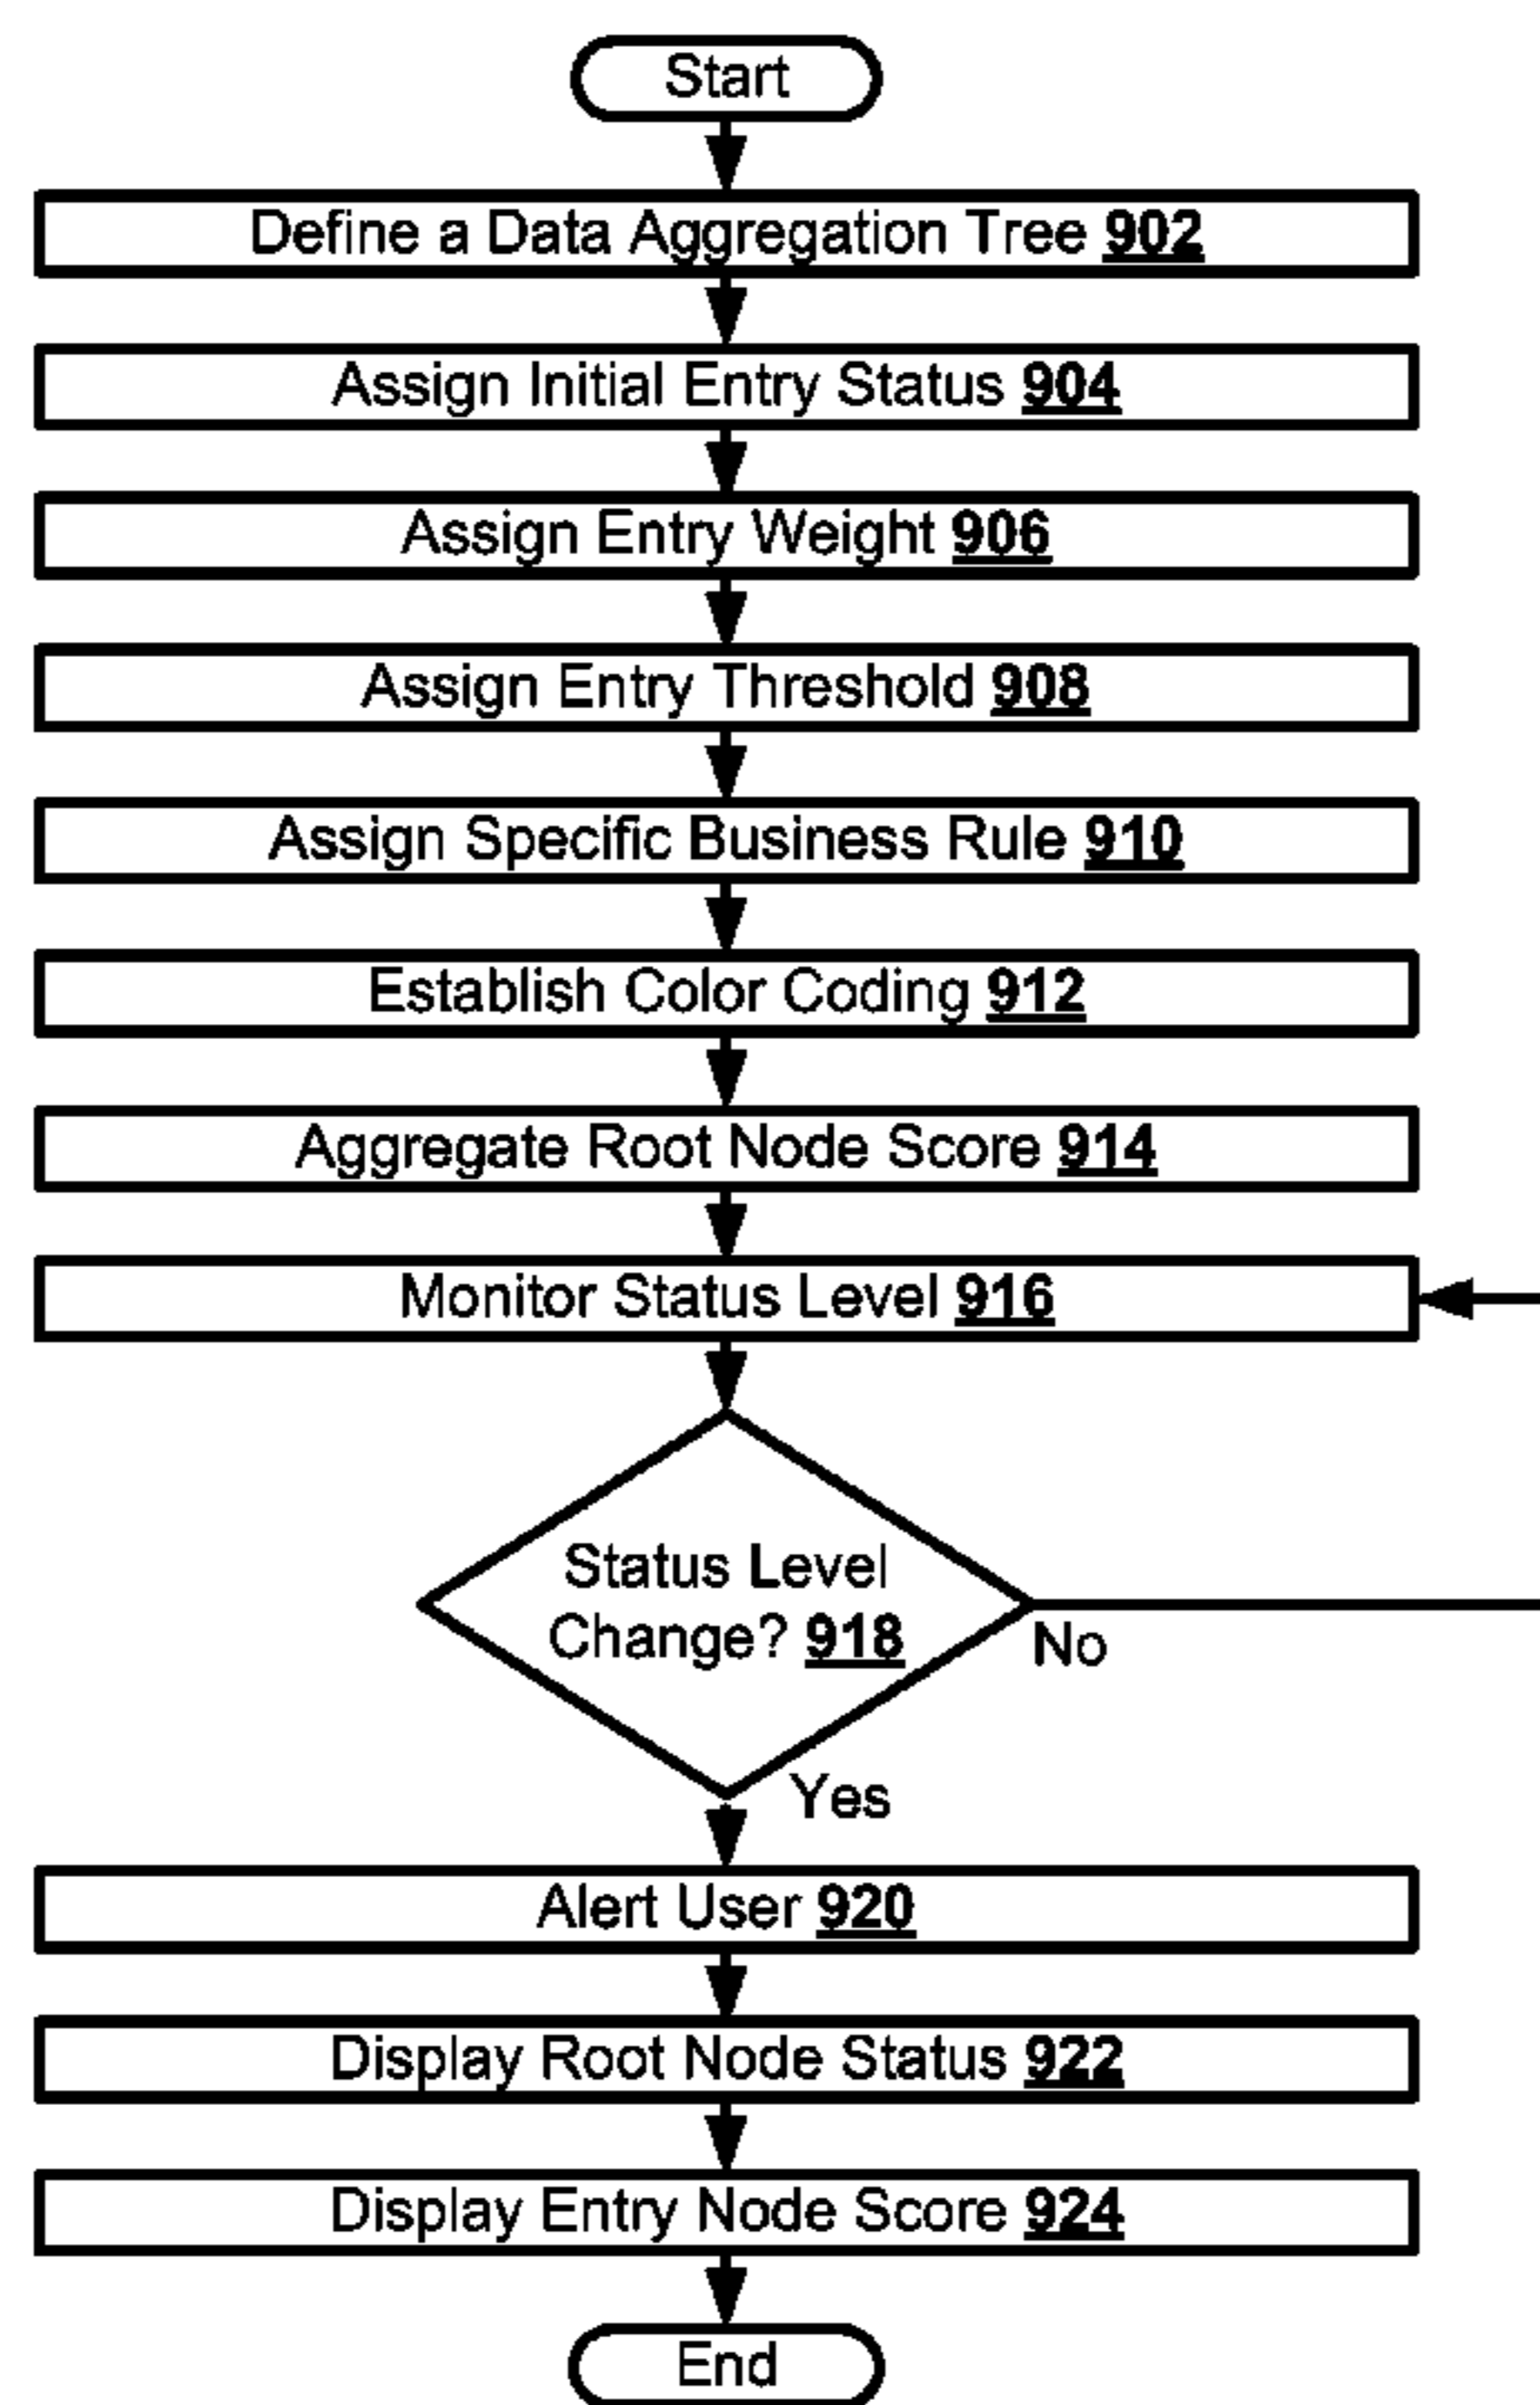 Start
Define a Data Aggregation Tree 902
Assign Initial Entry Status 904
Assign Entry Weight 906
Assign Entry Threshold 908
Assign Specific Business Rule 910
Establish Color Coding 912
Aggregate Root Node Score 914
Monitor Status Level 916
Status Level
Change? 918
No
Yes
Alert User 920
Display Root Node Status 922
Display Entry Node Score 924
End